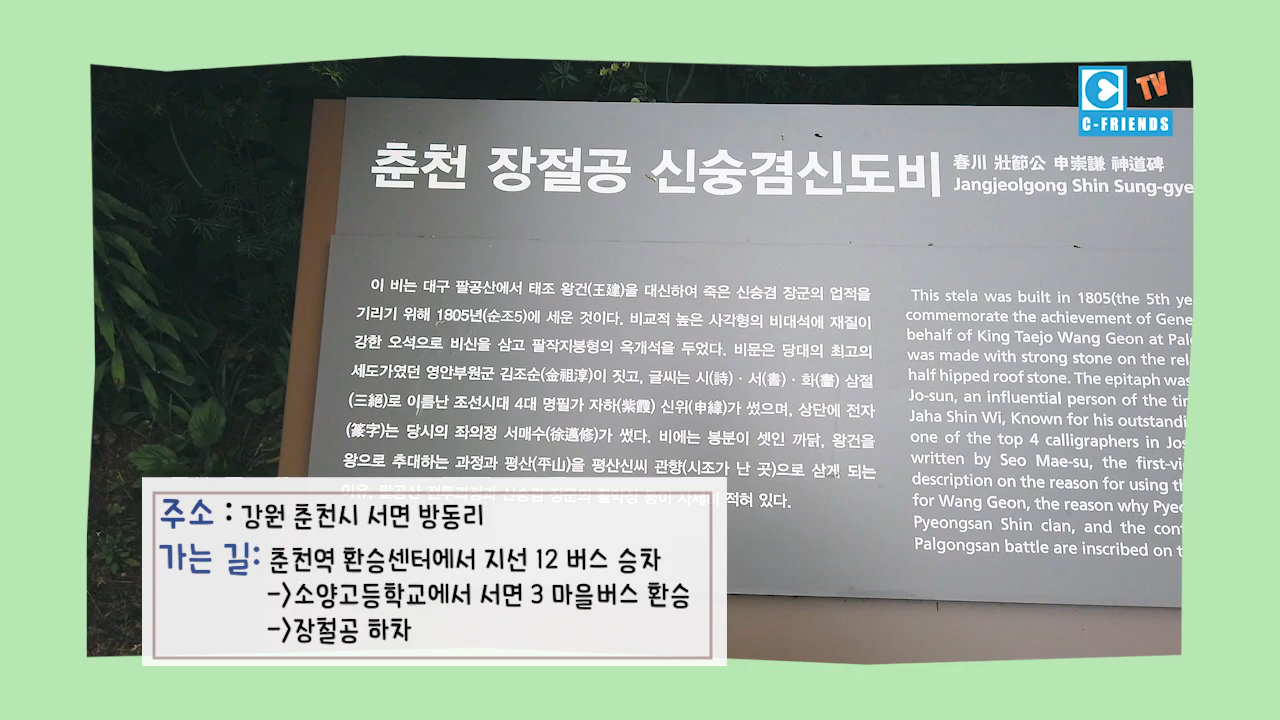 C TV
C-FRIENDS
춘천 장절공 신숭겸신도비
春川 壯節公 申崇謙 神道碑
Jangjeolgong Shin Sung-gye
이 비는 대구 팔공산에서 태조 왕건(王建)을 대신하여 죽은 신숭겸 장군의 업적을
기리기 위해 1805년(순조5)에 세운 것이다. 비교적 높은 사각형의 비대석에 재질이
강한 오석으로 비신을 삼고 팔작지붕형의 옥개석을 두었다. 비문은 당대의 최고의
세도가였던 영안부원군 김조순(金祖淳)이 짓고, 글씨는 시(詩)·서(書)·화(畵) 삼절
(三絕)로 이름난 조선시대 4대 명필가 자하(紫霞) 신위(申緯)가 썼으며, 상단에 전자
(篆字)는 당시의 좌의정 서매수(徐邁修)가 썼다. 비에는 봉분이 셋인 까닭, 왕건을
왕으로 추대하는 과정과 평산(平山)을 평산신씨 관향(시조가 난 곳)으로 삼게 되는
이유, 팔공산 전투과정과 신숭겸 장군의 적혀 있다.
This stela was built in 1805(the 5th ye
commemorate the achievement of Gene
behalf of King Taejo Wang Geon at Pal
was made with strong stone on the rel
half hipped roof stone. The epitaph was
Jo-sun, an influential person of the ti
Jaha Shin Wi, Known for his outstandi
one of the top 4 calligraphers in Jos
written by Seo Mae-su, the first-vi
description on the reason for using t
for Wang Geon, the reason why Pyeo
Pyeongsan Shin clan, and the con
Palgongsan battle are inscribed on t
주소 : 강원 춘천시 서면 방동리
가는 길: 춘천역 환승센터에서 지선 12 버스 승차
->소양고등학교에서 서면 3 마을버스 환승
->장절공 하차